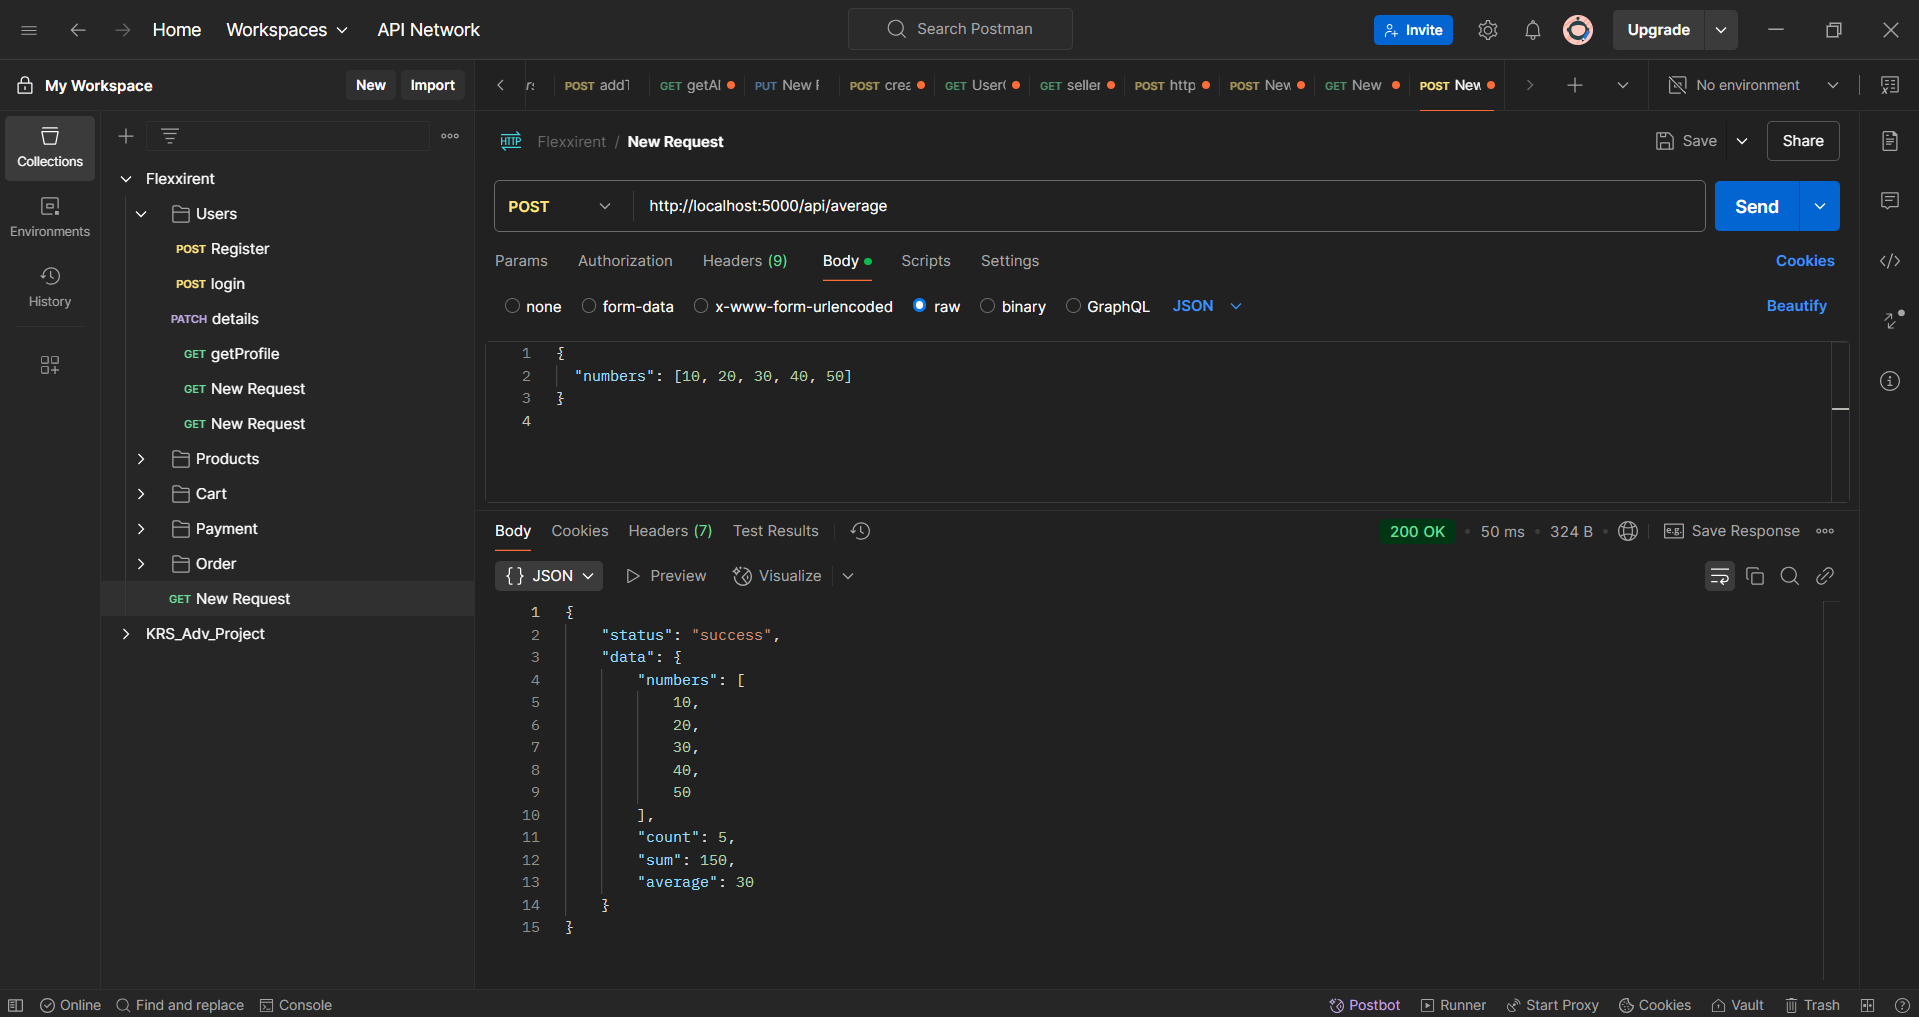 Home Workspaces API Network Search Postman Invite Upgrade
My Workspace New Import POST addT GET getAl PUT New F POST crea GET User( GET seller POST http POST New GET New POST New No environment
Collections
Environments
History
Flexxirent
Users
POST Register
POST login
PATCH details
GET getProfile
GET New Request
GET New Request
Products
Cart
Payment
Order
GET New Request
KRS_Adv_Project
HTTP Flexxirent / New Request Save Share
POST http://localhost:5000/api/average Send
Params Authorization Headers (9) Body Scripts Settings Cookies
none form-data x-www-form-urlencoded raw binary GraphQL JSON Beautify
1 {
2 "numbers": [10, 20, 30, 40, 50]
3 }
4
Body Cookies Headers (7) Test Results 200 OK • 50 ms • 324 B • e.g. Save Response
{} JSON Preview Visualize
1 {
2 "status": "success",
3 "data": {
4 "numbers": [
5 10,
6 20,
7 30,
8 40,
9 50
10 ],
11 "count": 5,
12 "sum": 150,
13 "average": 30
14 }
15 }
Online Find and replace Console Postbot Runner Start Proxy Cookies Vault Trash